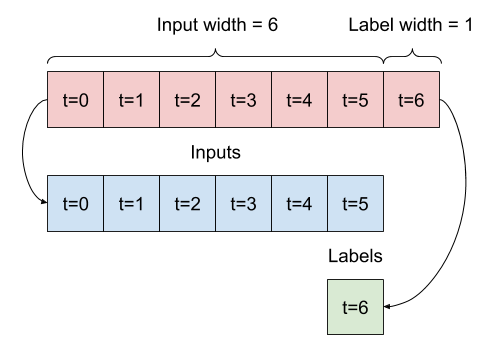 Input width = 6 Label width = 1
t=0 t=1 t=2 t=3 t=4 t=5 t=6
Inputs
t=0 t=1 t=2 t=3 t=4 t=5
Labels
t=6